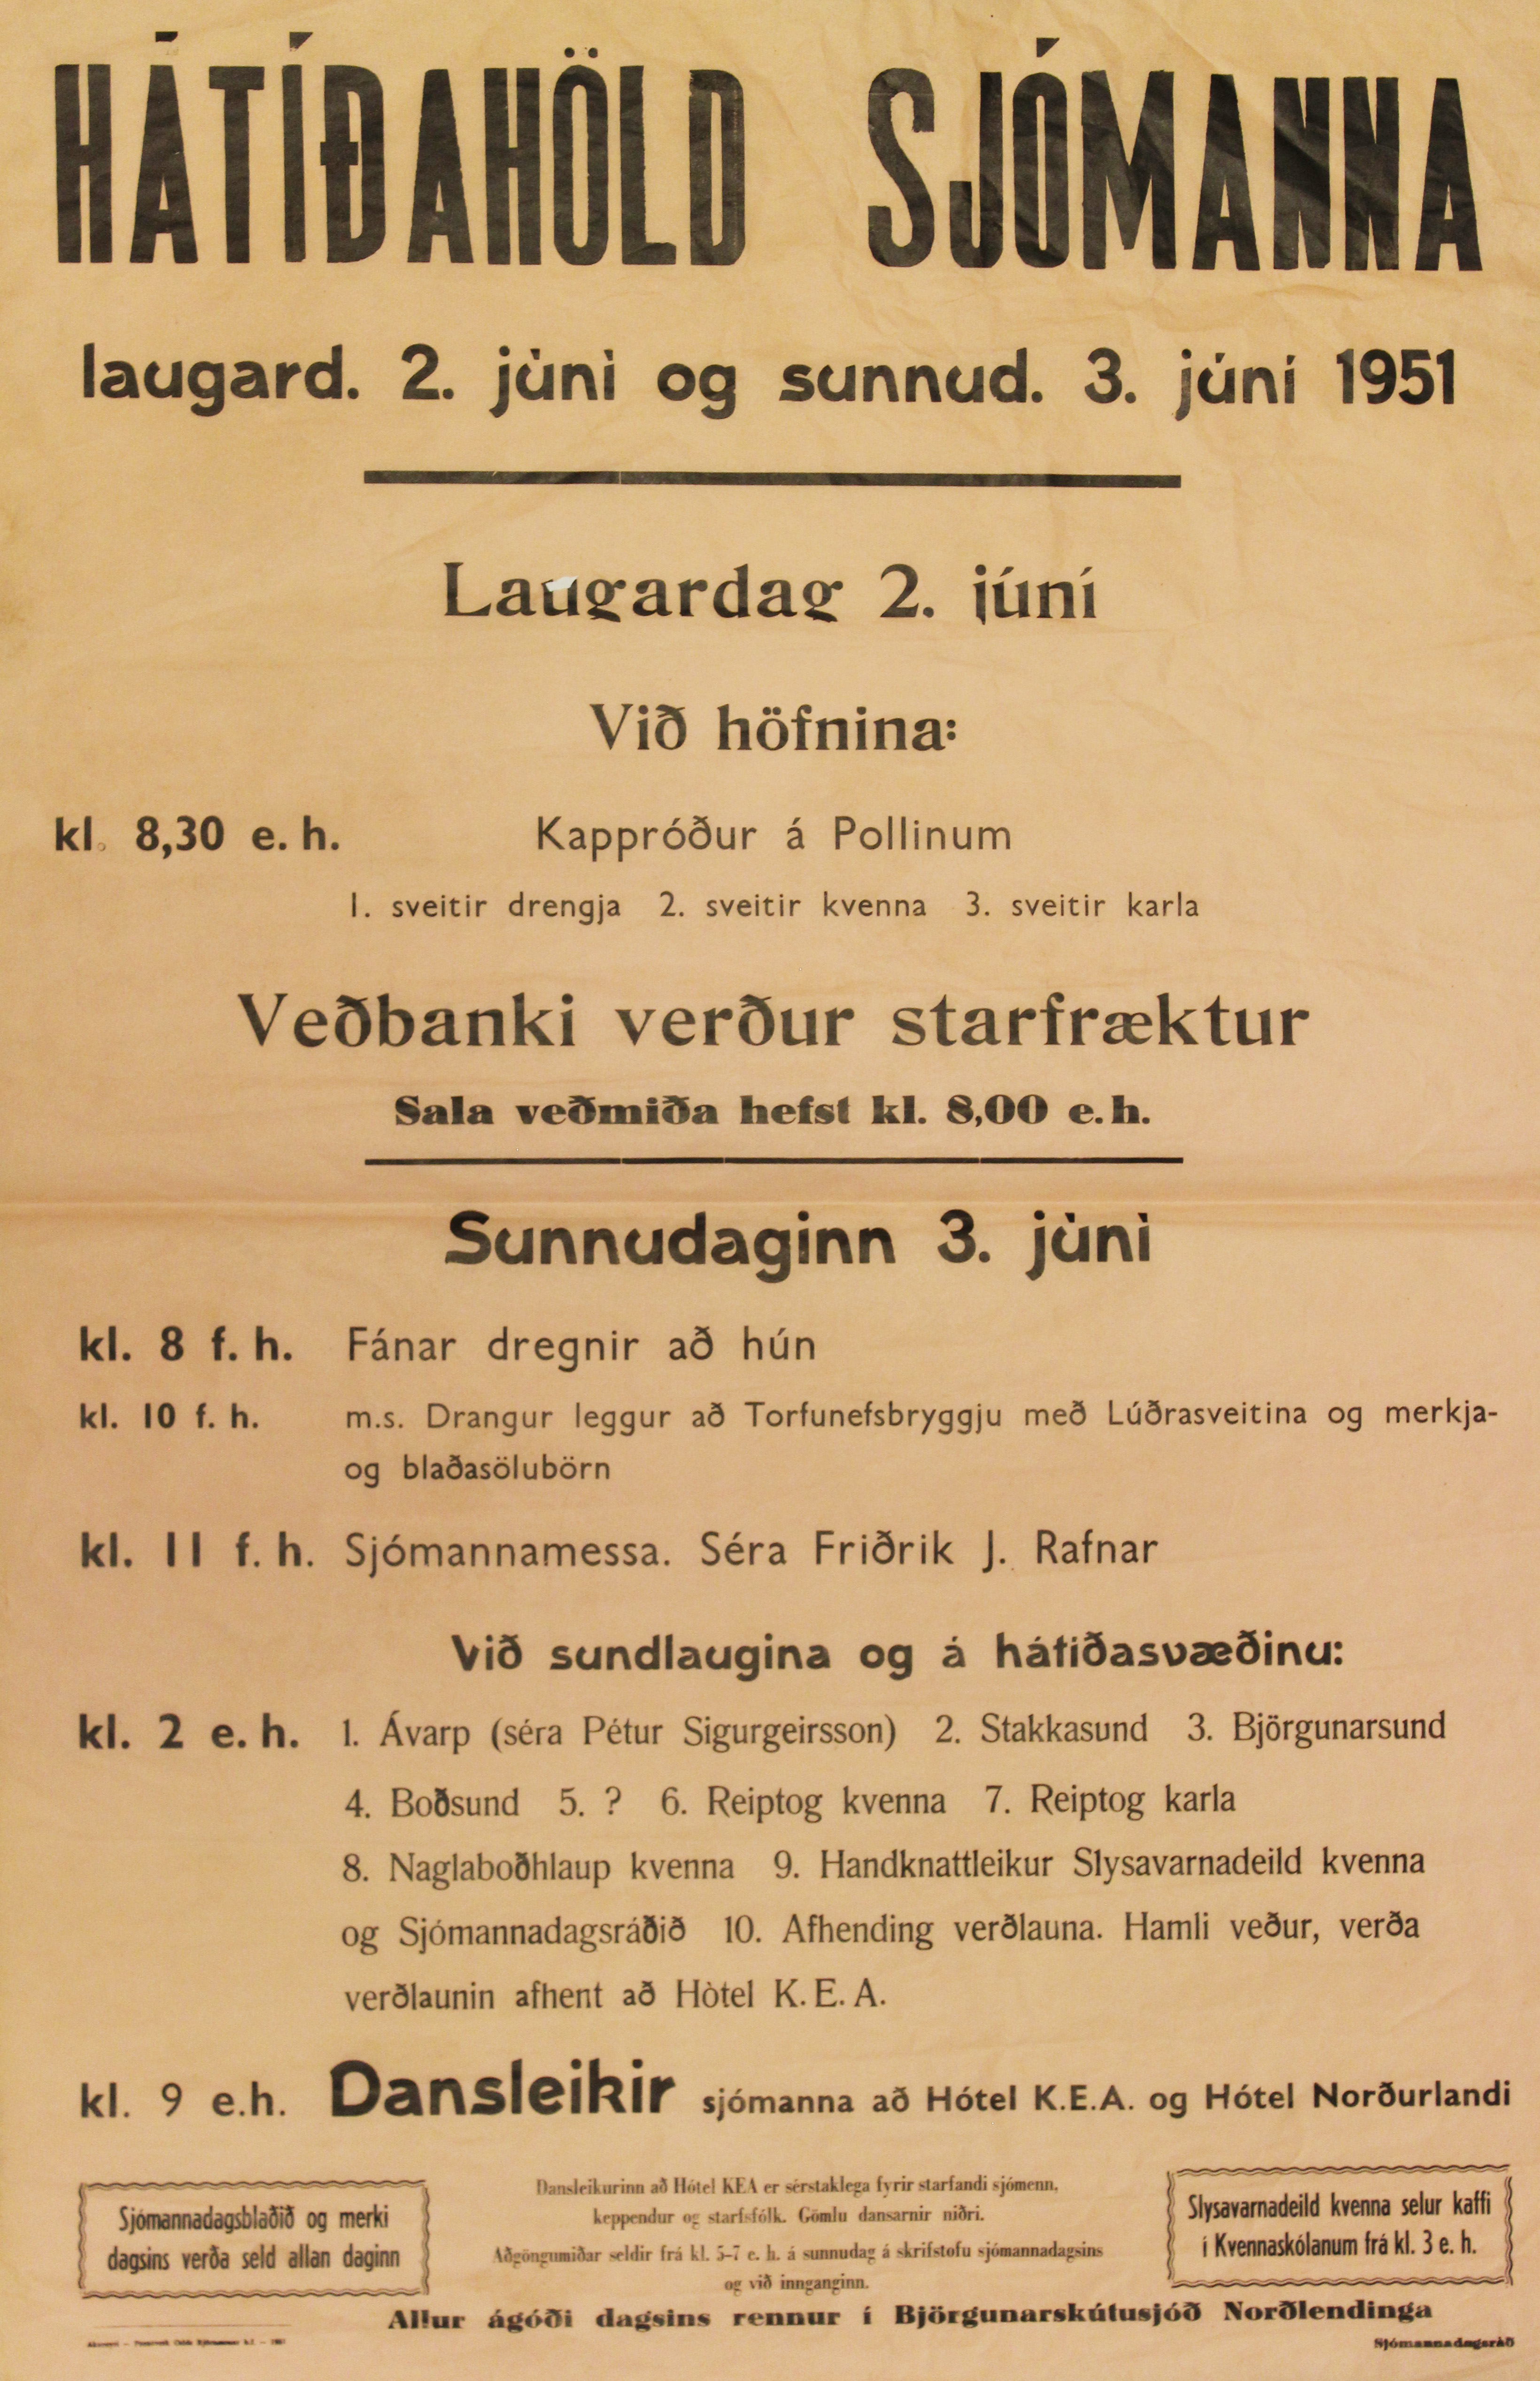 HÁTÍÐAHÖLD SJÓMANNA
laugard. 2. júni og sunnud. 3. júní 1951
Laugardag 2. júní
Við höfnina:
kl. 8,30 e. h. Kappróður á Pollinum
1. sveitir drengja 2. sveitir kvenna 3. sveitir karla
Veðbanki verður starfræktur
Sala veðmiða hefst kl. 8,00 e. h.
Sunnudaginn 3. júni
kl. 8 f. h. Fánar dregnir að hún
kl. 10 f. h. m.s. Drangur leggur að Torfunefsbryggju með Lúðrasveitina og merkja-
og blaðasölubörn
kl. 11 f. h. Sjómannamessa. Séra Friðrik J. Rafnar
Við sundlaugina og á hátiðasvæðinu:
kl. 2 e. h. 1. Ávarp (séra Pétur Sigurgeirsson) 2. Stakkasund 3. Björgunarsund
4. Boðsund 5. ? 6. Reiptog kvenna 7. Reiptog karla
8. Naglaboðhlaup kvenna 9. Handknattleikur Slysavarnadeild kvenna
og Sjómannadagsráðið 10. Afhending verðlauna. Hamli veður, verða
verðlaunin afhent að Hòtel K. E. A.
kl. 9 e.h. Dansleikir sjómanna að Hótel K.E.A. og Hótel Norðurlandi
Sjómannadagsblaðið og merki
dagsins verða seld allan daginn
Dansleikurinn að Hótel KEA er sérstaklega fyrir starfandi sjómenn,
keppendur og starfsfólk. Gömlu dansarnir niðri.
Aðgöngumiðar seldir frá kl. 5-7 e. h. á sunnudag á skrifstofu sjómannadagsins
og við innganginn.
Slysavarnadeild kvenna selur kaffi
í Kvennaskólanum frá kl. 3 e. h.
Allur ágóði dagsins rennur í Björgunarskútusjóð Norðlendinga
Sjómannadagsráð